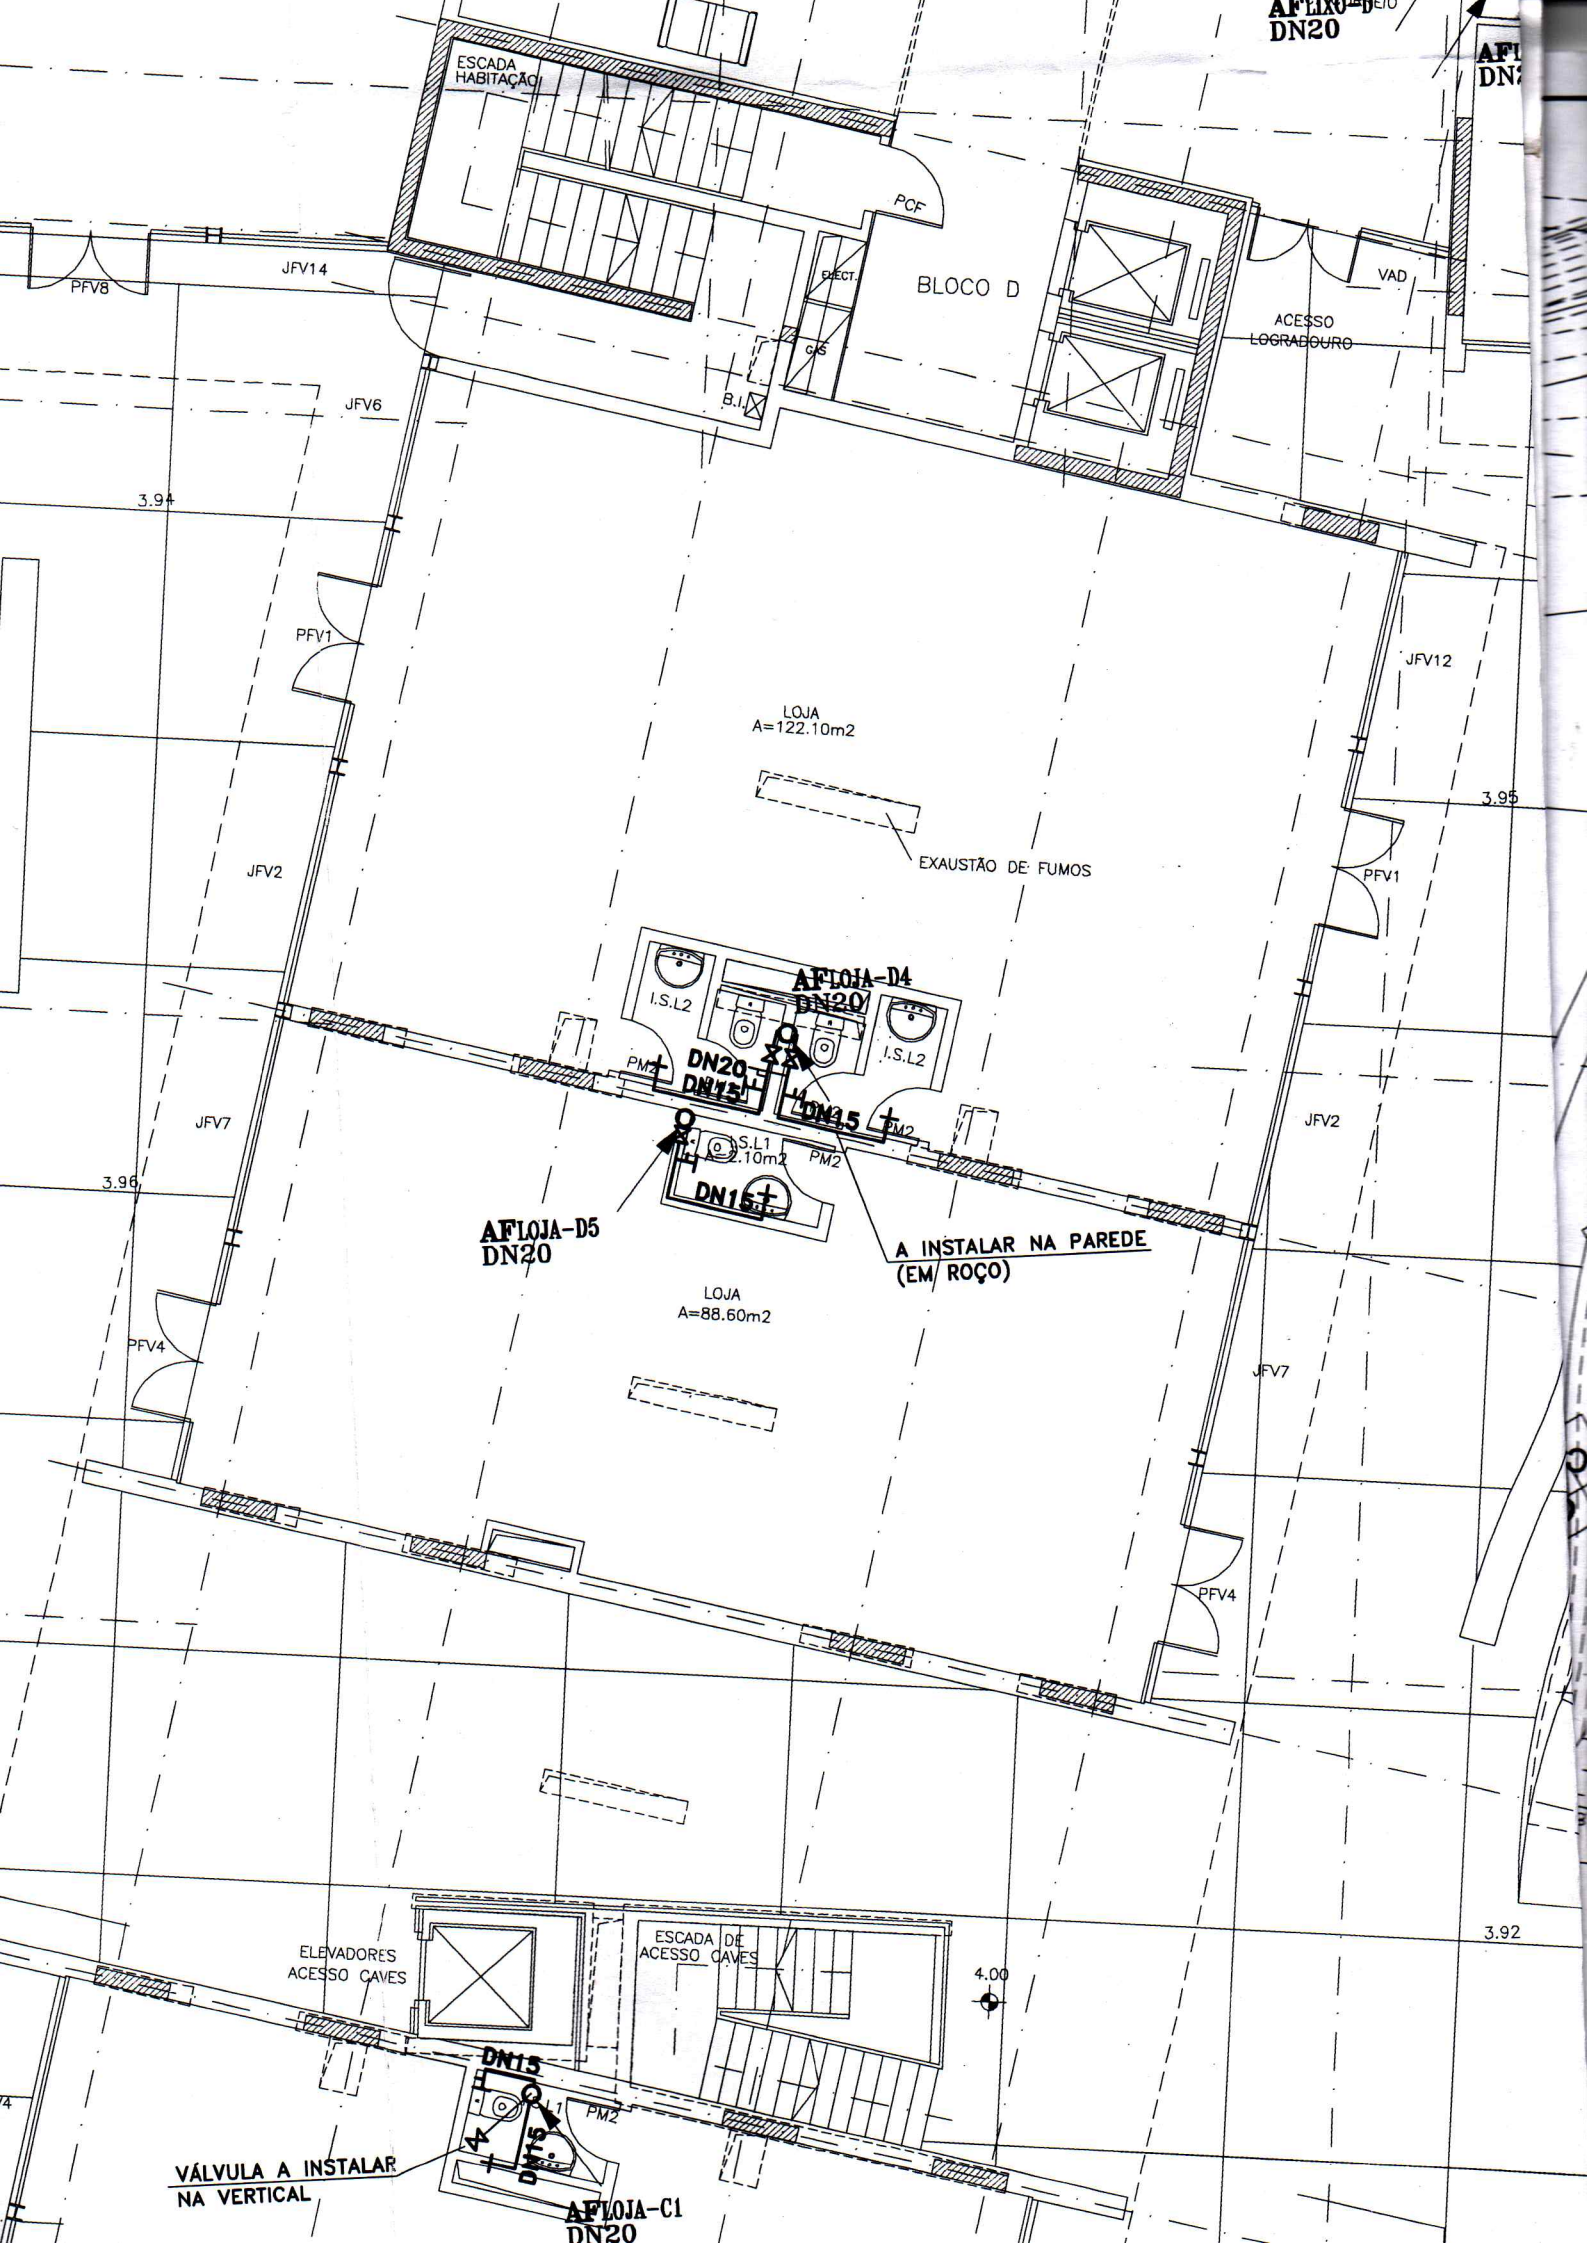 DN20
ESCADA
HABITAÇÃO
PCF
ELECT.
BLOCO D
VAD
JFV14
PFV8
ACESSO
LOGRADOURO
GÁS
B.I.
JFV6
3.94
PFV1
JFV12
LOJA
A=122.10m2
3.95
EXAUSTÃO DE FUMOS
JFV2
PFV1
AFLOJA-D4
DN20
I.S.L2
I.S.L2
PM2
DN20
DN15
DN15
PM2
JFV7
JFV2
I.S.L1
A=2.10m2
PM2
3.96
DN15
AFLOJA-D5
DN20
A INSTALAR NA PAREDE
(EM ROÇO)
LOJA
A=88.60m2
PFV4
JFV7
PFV4
3.92
ESCADA DE
ACESSO CAVES
ELEVADORES
ACESSO CAVES
4.00
DN15
PM2
DN15
VÁLVULA A INSTALAR
NA VERTICAL
AFLOJA-C1
DN20